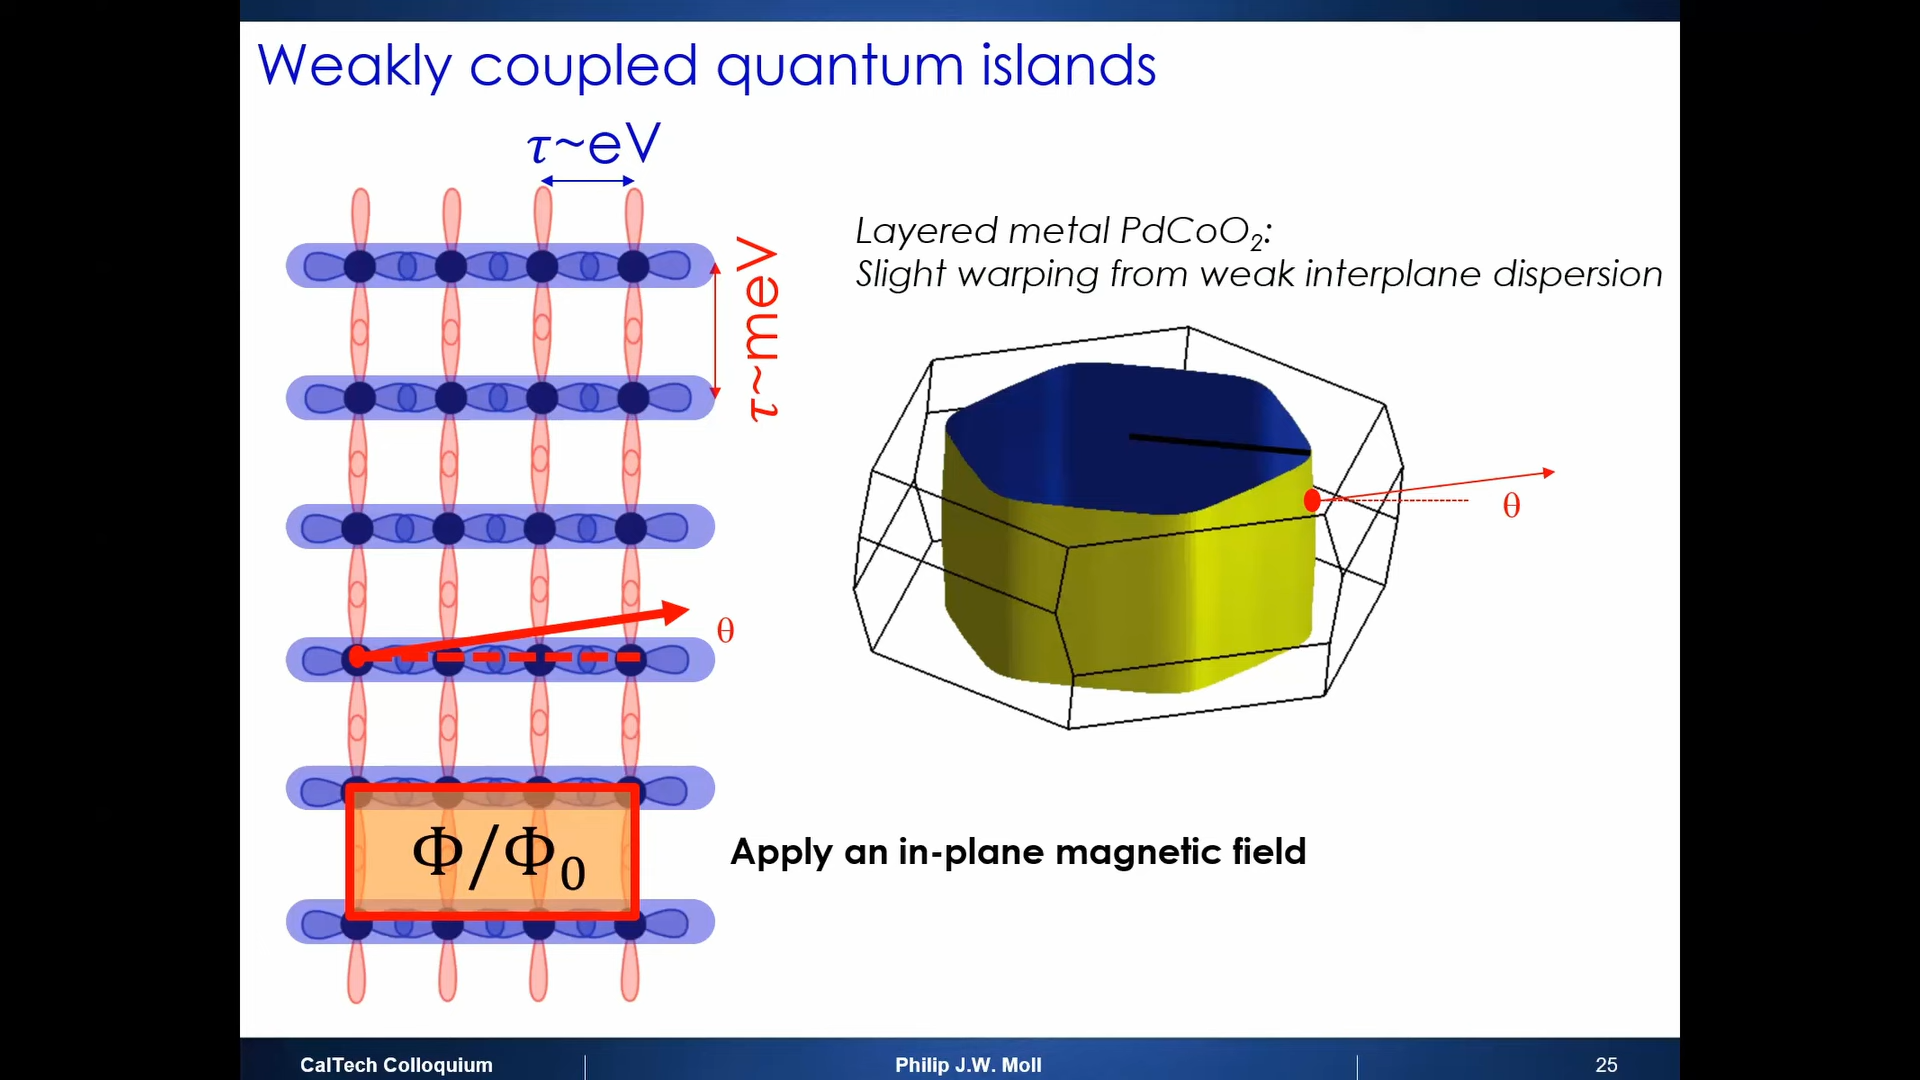 Weakly coupled quantum islands
τ~eV
τ~meV
Layered metal PdCoO₂:
Slight warping from weak interplane dispersion
θ
θ
Φ/Φ₀
Apply an in-plane magnetic field
CalTech Colloquium
Philip J.W. Moll
25